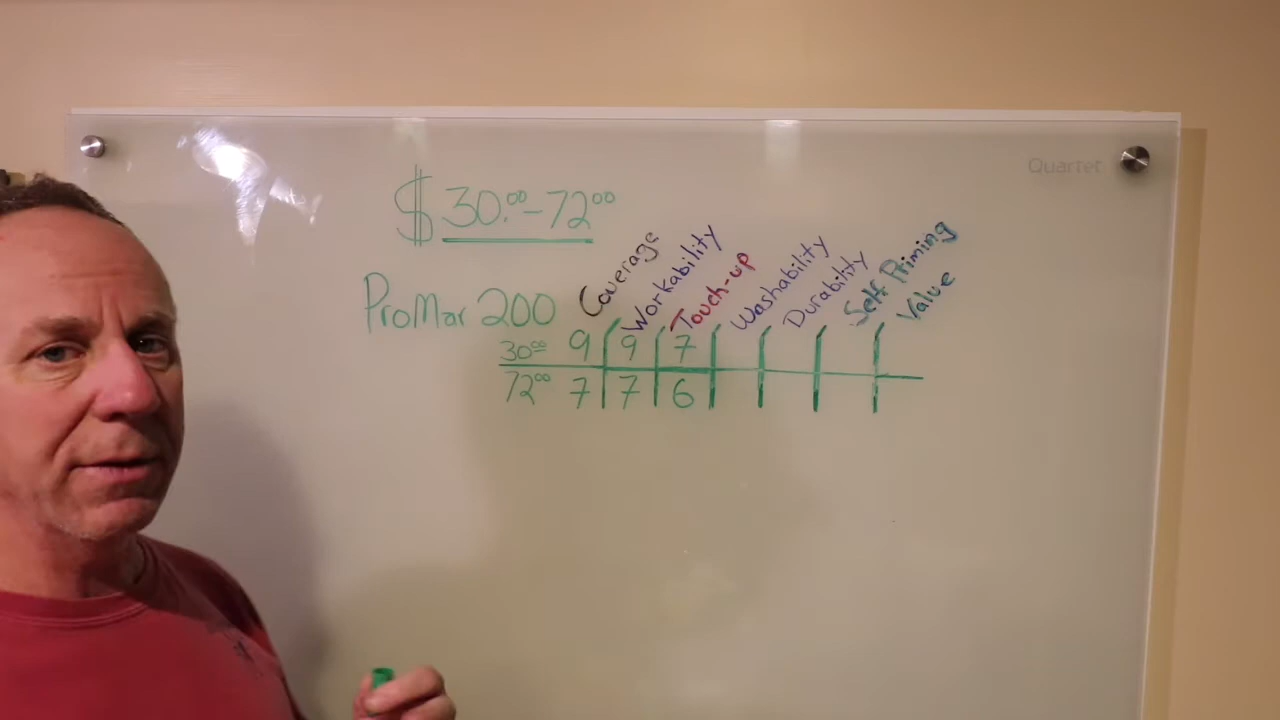 Quartet
$30.00-72.00
ProMar 200
Coverage
Workability
Touch-up
Washability
Durability
Self Priming
Value
30.00 9 9 7
72.00 7 7 6